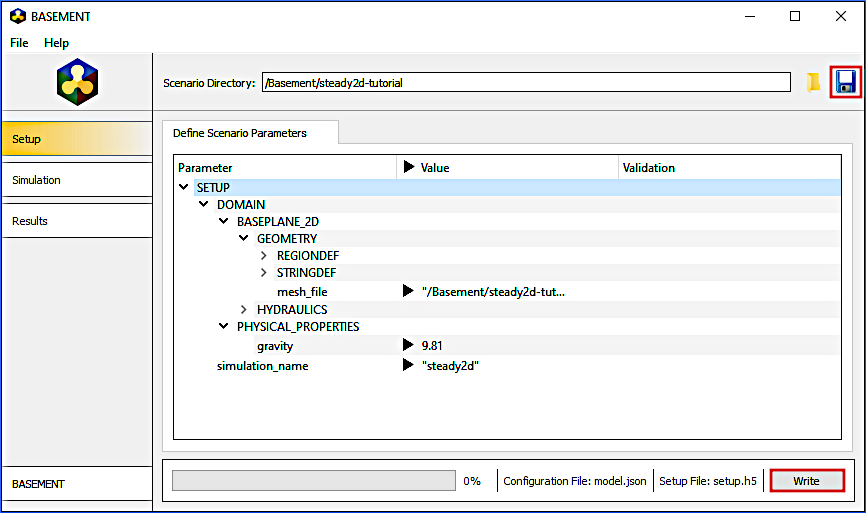 BASEMENT
File Help
Scenario Directory: /Basement/steady2d-tutorial
Setup
Simulation
Results
BASEMENT
Define Scenario Parameters
Parameter Value Validation
SETUP
DOMAIN
BASEPLANE_2D
GEOMETRY
REGIONDEF
STRINGDEF
mesh_file "/Basement/steady2d-tut...
HYDRAULICS
PHYSICAL_PROPERTIES
gravity 9.81
simulation_name "steady2d"
0% Configuration File: model.json Setup File: setup.h5 Write